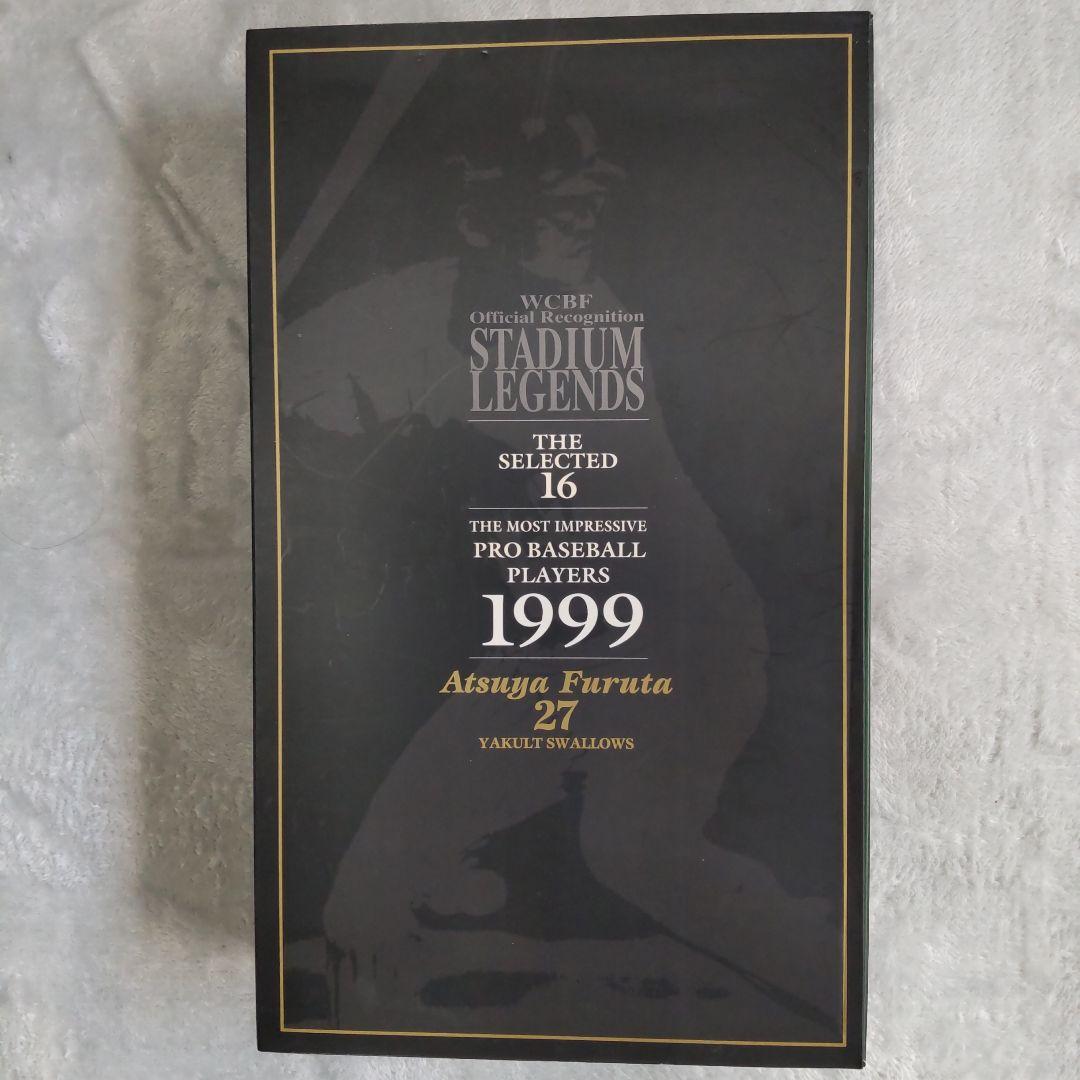 WCBF
Official Recognition
STADIUM
LEGENDS
THE
SELECTED
16
THE MOST IMPRESSIVE
PRO BASEBALL
PLAYERS
1999
Atsuya Furuta
27
YAKULT SWALLOWS